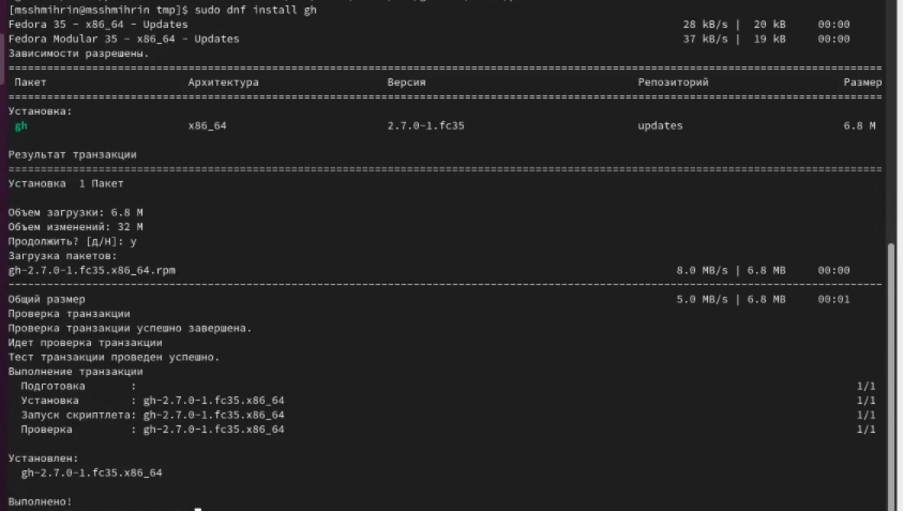 [msshmihrin@msshmihrin tmp]$ sudo dnf install gh
Fedora 35 - x86_64 - Updates 28 kB/s | 20 kB 00:00
Fedora Modular 35 - x86_64 - Updates 37 kB/s | 19 kB 00:00
Зависимости разрешены.
Пакет Архитектура Версия Репозиторий Размер
Установка:
gh x86_64 2.7.0-1.fc35 updates 6.8 M
Результат транзакции
Установка 1 Пакет
Объем загрузки: 6.8 M
Объем изменений: 32 M
Продолжить? [д/Н]: y
Загрузка пакетов:
gh-2.7.0-1.fc35.x86_64.rpm 8.0 MB/s | 6.8 MB 00:00
Общий размер 5.0 MB/s | 6.8 MB 00:01
Проверка транзакции
Проверка транзакции успешно завершена.
Идет проверка транзакции
Тест транзакции проведен успешно.
Выполнение транзакции
Подготовка : 1/1
Установка : gh-2.7.0-1.fc35.x86_64 1/1
Запуск скриптлета: gh-2.7.0-1.fc35.x86_64 1/1
Проверка : gh-2.7.0-1.fc35.x86_64 1/1
Установлен:
gh-2.7.0-1.fc35.x86_64
Выполнено!